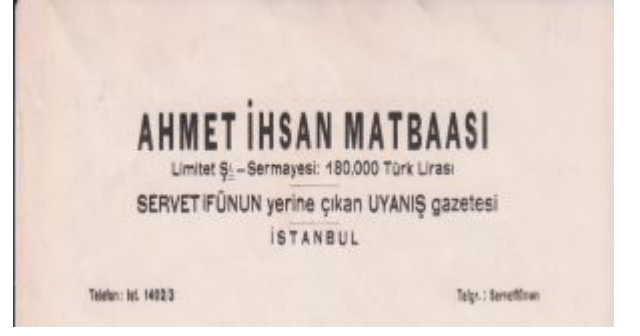 AHMET İHSAN MATBAASI
Limitet Şi. – Sermayesi: 180,000 Türk Lirası
SERVETİFÜNUN yerine çıkan UYANIŞ gazetesi
İSTANBUL
Telefon: Ist. 1402/3 Telgr. : Servetifünun